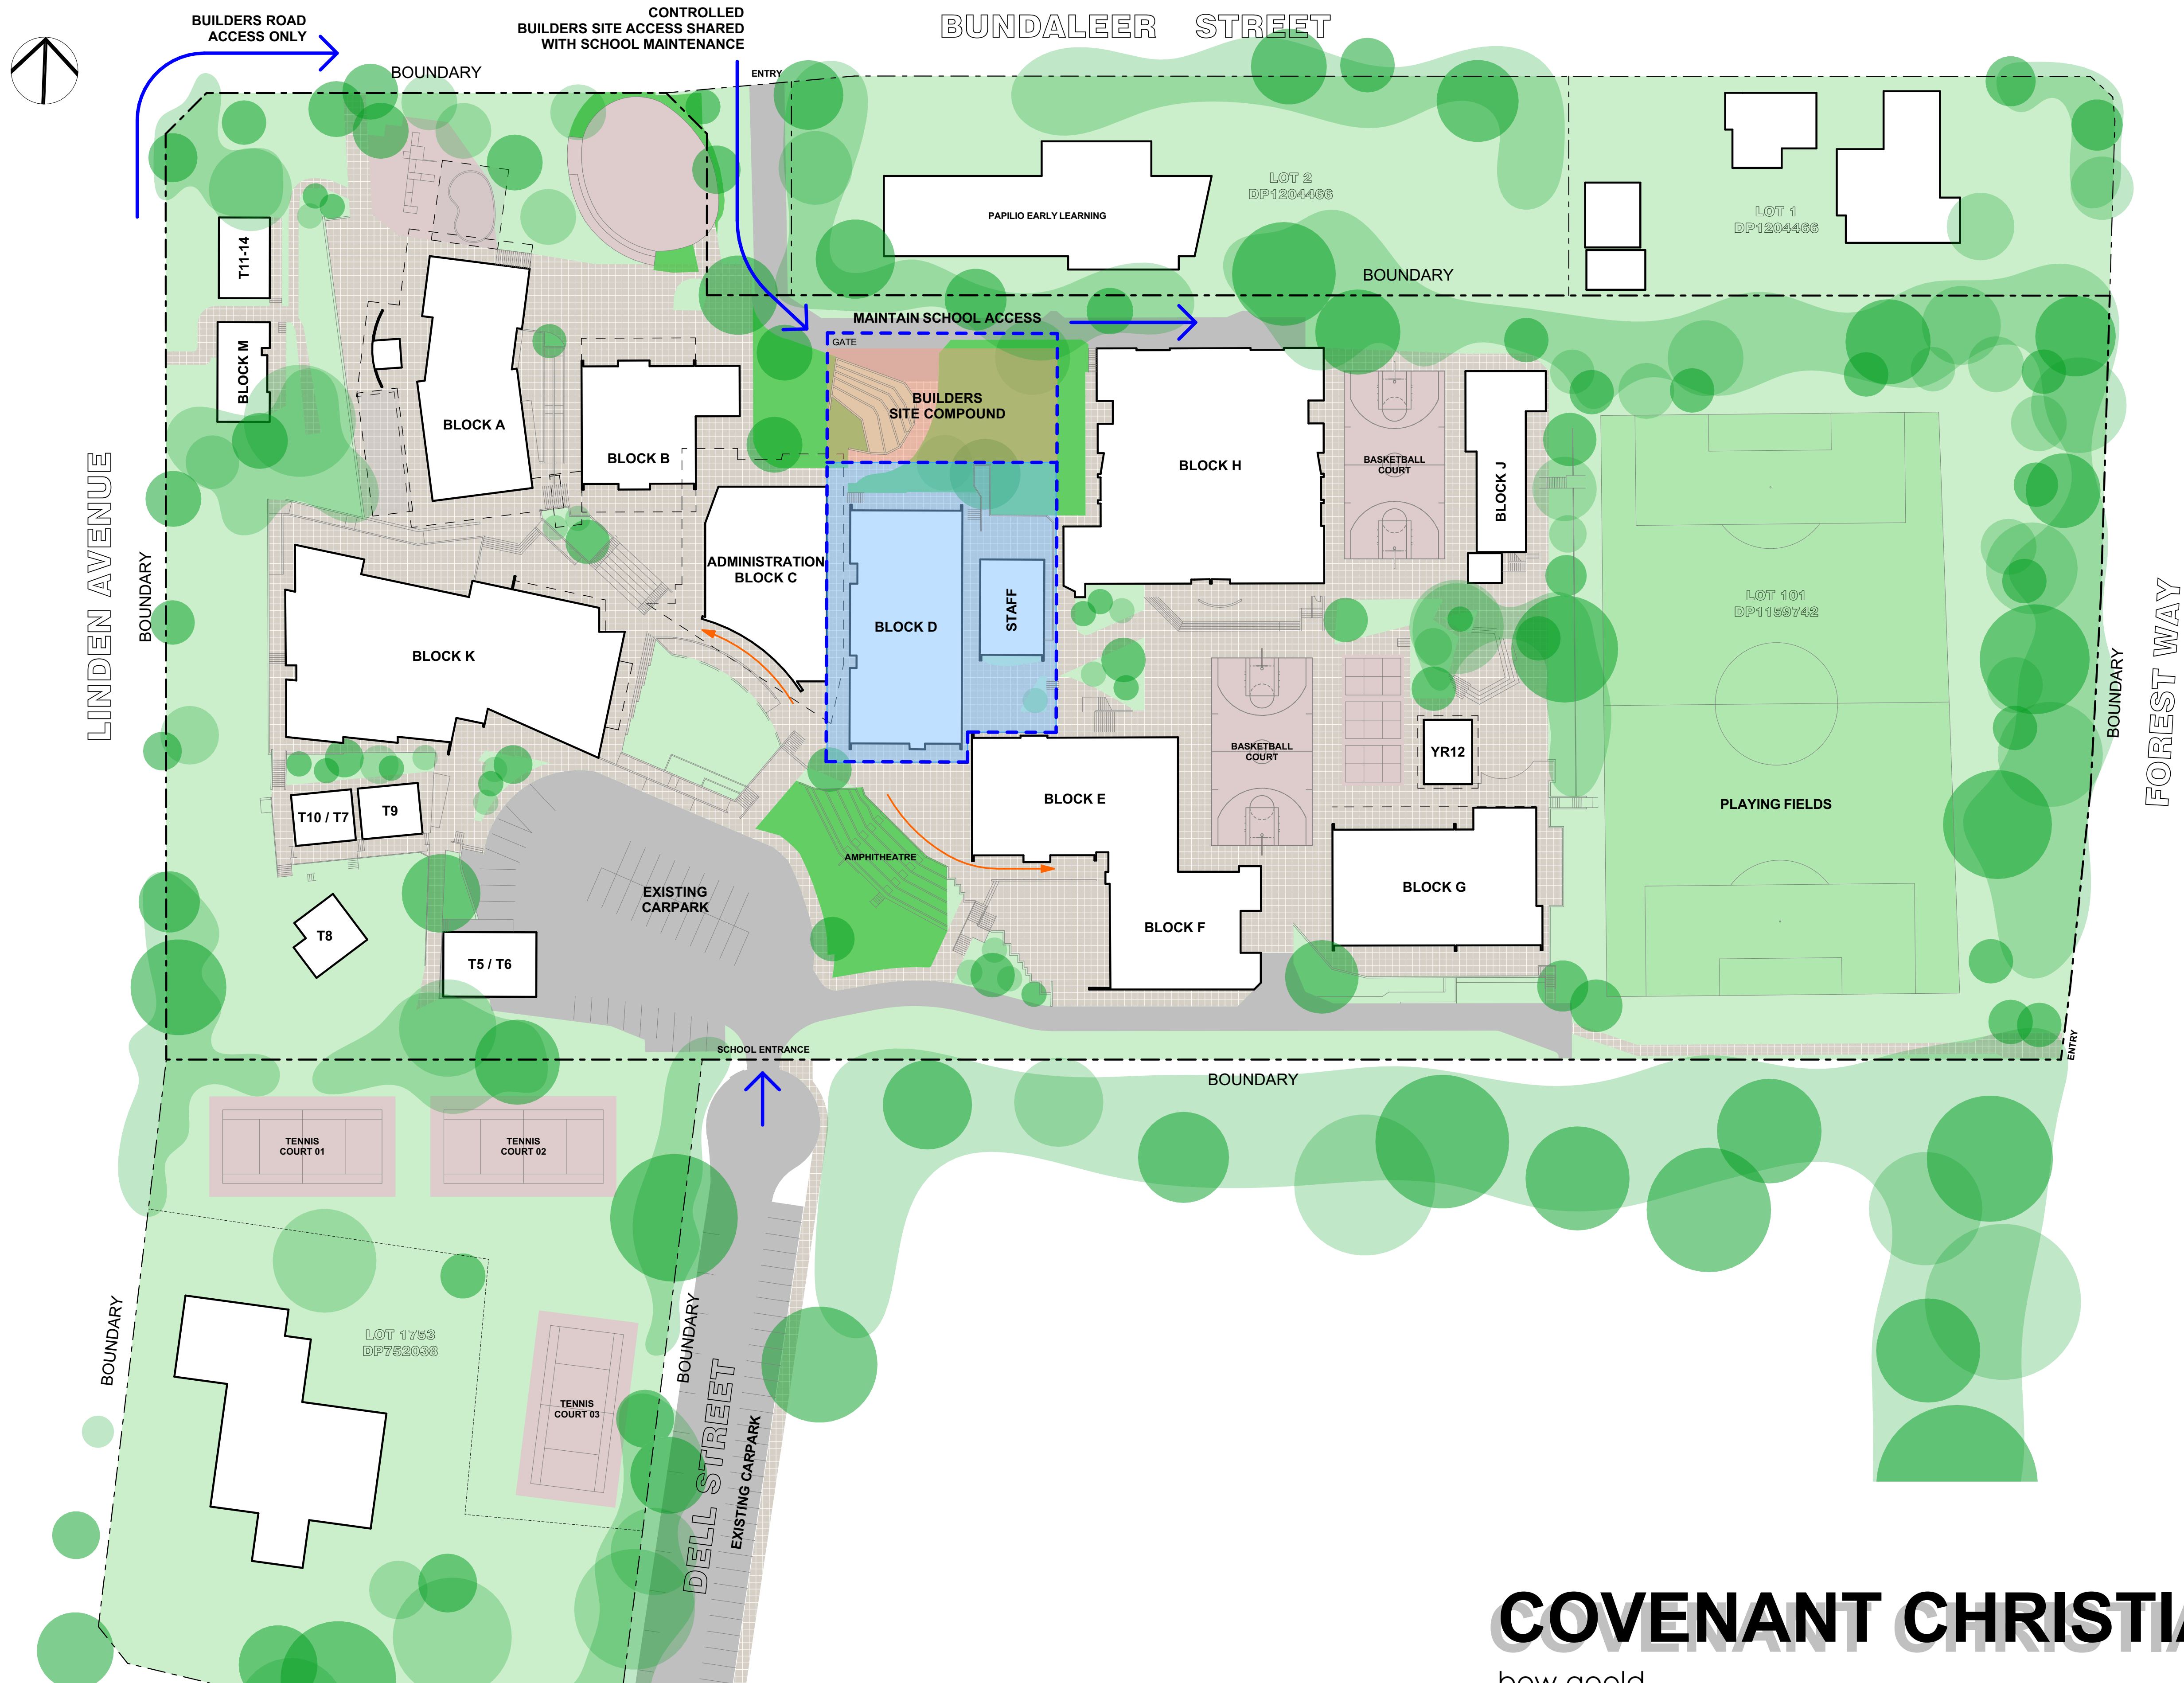 BUILDERS ROAD
ACCESS ONLY
CONTROLLED
BUILDERS SITE ACCESS SHARED
WITH SCHOOL MAINTENANCE
BUNDALEER STREET
BOUNDARY
ENTRY
LOT 2
DP1204466
PAPILIO EARLY LEARNING
LOT 1
DP1204466
BOUNDARY
T11-14
BLOCK M
MAINTAIN SCHOOL ACCESS
GATE
BUILDERS
SITE COMPOUND
BLOCK A
BLOCK B
BLOCK H
BASKETBALL
COURT
BLOCK J
LINDEN AVENUE
BOUNDARY
ADMINISTRATION
BLOCK C
BLOCK D
STAFF
LOT 101
DP1159742
BLOCK K
FOREST WAY
BOUNDARY
BASKETBALL
COURT
YR12
PLAYING FIELDS
T10 / T7
T9
BLOCK E
AMPHITHEATRE
EXISTING
CARPARK
BLOCK G
BLOCK F
T8
T5 / T6
SCHOOL ENTRANCE
ENTRY
BOUNDARY
TENNIS
COURT 01
TENNIS
COURT 02
BOUNDARY
BOUNDARY
LOT 1753
DP752038
TENNIS
COURT 03
DELL STREET
EXISTING CARPARK
COVENANT CHRISTIA